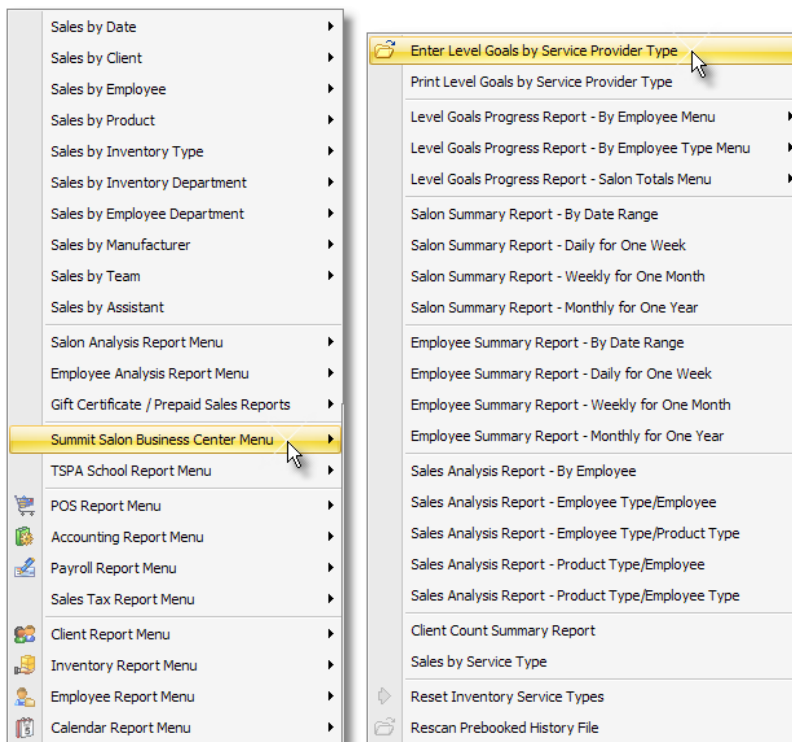 Sales by Date
Sales by Client
Sales by Employee
Sales by Product
Sales by Inventory Type
Sales by Inventory Department
Sales by Employee Department
Sales by Manufacturer
Sales by Team
Sales by Assistant
Salon Analysis Report Menu
Employee Analysis Report Menu
Gift Certificate / Prepaid Sales Reports
Summit Salon Business Center Menu
TSPA School Report Menu
POS Report Menu
Accounting Report Menu
Payroll Report Menu
Sales Tax Report Menu
Client Report Menu
Inventory Report Menu
Employee Report Menu
Calendar Report Menu
Enter Level Goals by Service Provider Type
Print Level Goals by Service Provider Type
Level Goals Progress Report - By Employee Menu
Level Goals Progress Report - By Employee Type Menu
Level Goals Progress Report - Salon Totals Menu
Salon Summary Report - By Date Range
Salon Summary Report - Daily for One Week
Salon Summary Report - Weekly for One Month
Salon Summary Report - Monthly for One Year
Employee Summary Report - By Date Range
Employee Summary Report - Daily for One Week
Employee Summary Report - Weekly for One Month
Employee Summary Report - Monthly for One Year
Sales Analysis Report - By Employee
Sales Analysis Report - Employee Type/Employee
Sales Analysis Report - Employee Type/Product Type
Sales Analysis Report - Product Type/Employee
Sales Analysis Report - Product Type/Employee Type
Client Count Summary Report
Sales by Service Type
Reset Inventory Service Types
Rescan Prebooked History File